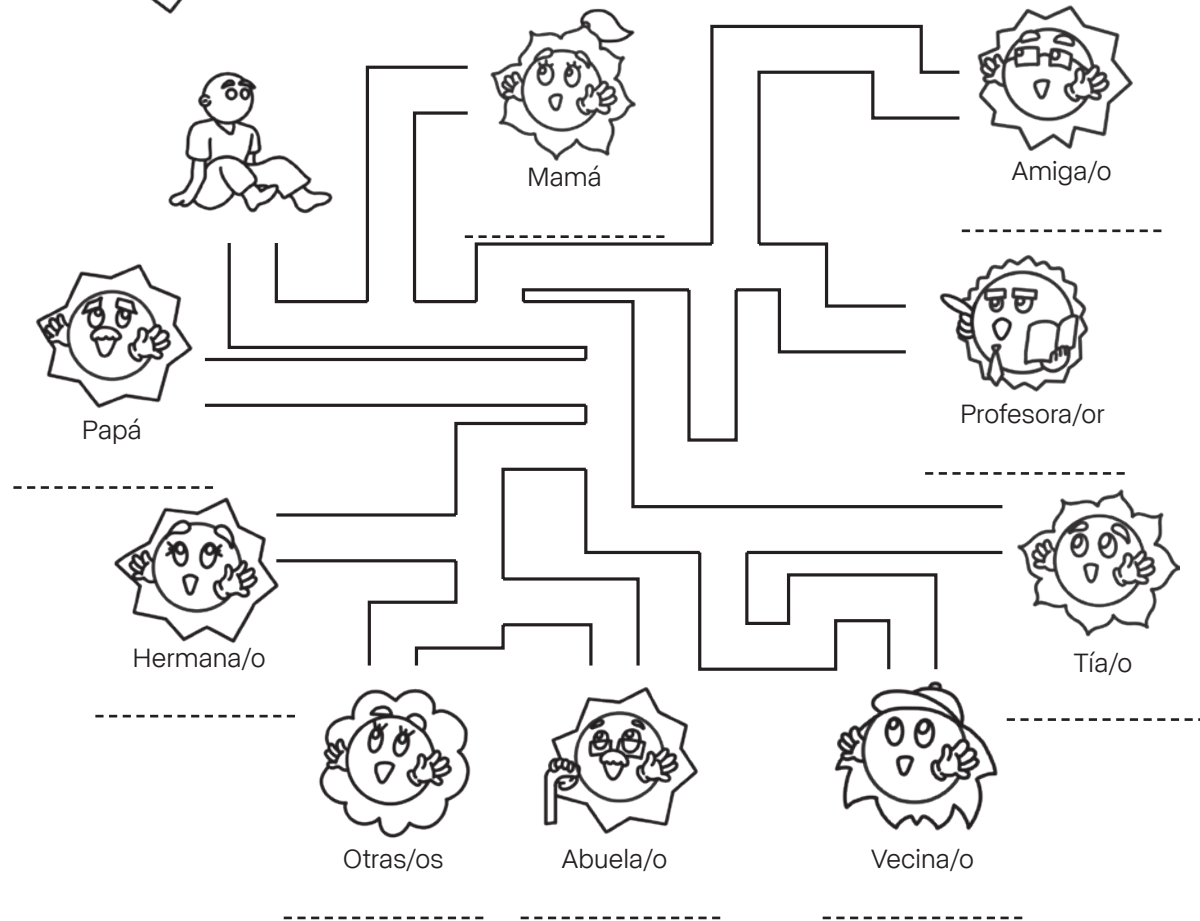 Mamá
Amiga/o
Papá
Profesora/or
Hermana/o
Tía/o
Otras/os
Abuela/o
Vecina/o